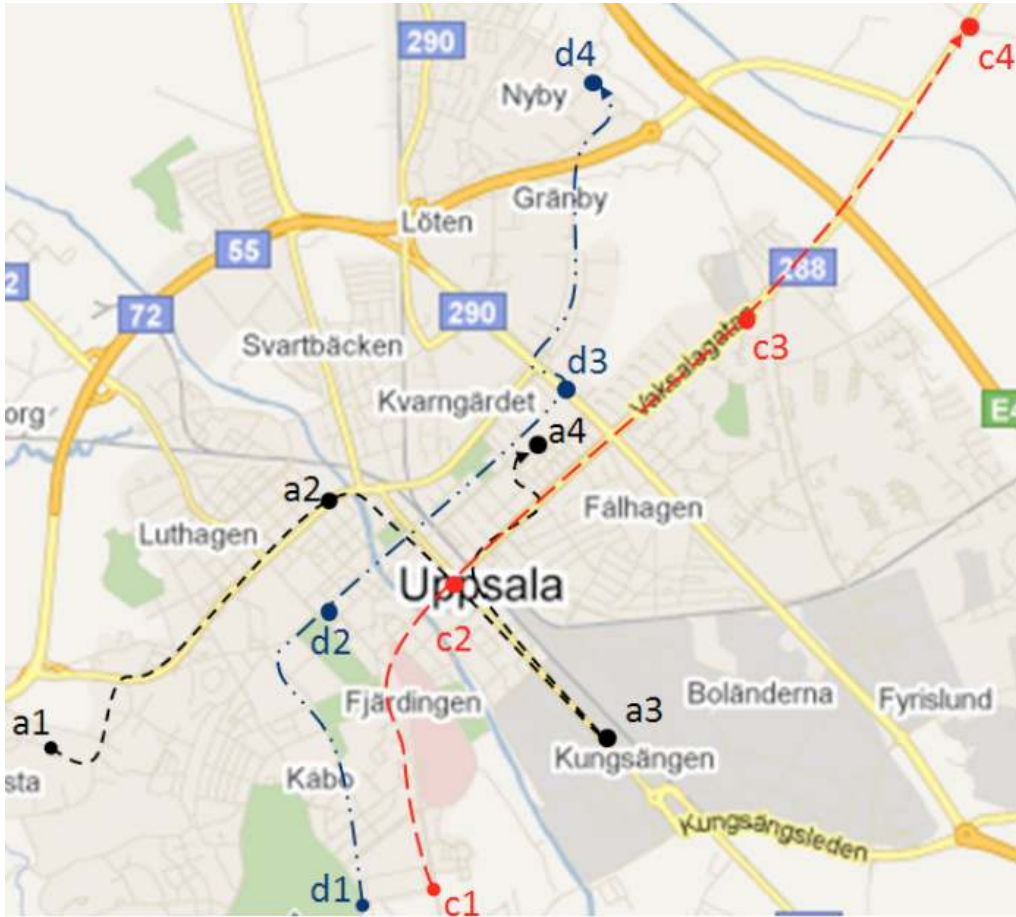 290
d4
Nyby
c4
Gränby
Löten
55
288
2
72
290
Vaksalagatan
c3
Svartbäcken
d3
Kvarngärdet
E4
org
a4
a2
Fålhagen
Luthagen
Uppsala
d2
c2
Fjärdingen
Boländerna
Fyrislund
a1
a3
sta
Kåbo
Kungsängen
Kungsängsleden
d1
c1